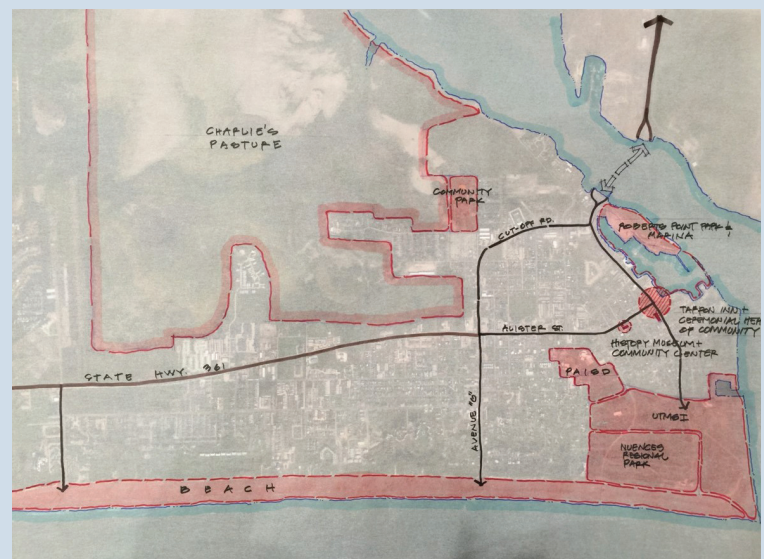 CHARLIE'S
PASTURE
COMMUNITY
PARK
CUT-OFF RD.
ROBERTS POINT PARK &
MARINA
TARPON INN +
CEREMONIAL HEA
OF COMMUNITY
ALISTER ST.
HISTORY MUSEUM +
COMMUNITY CENTER
STATE HWY. 361
PAISD
UTMSI
AVENUE "G"
NUECES
REGIONAL
PARK
BEACH